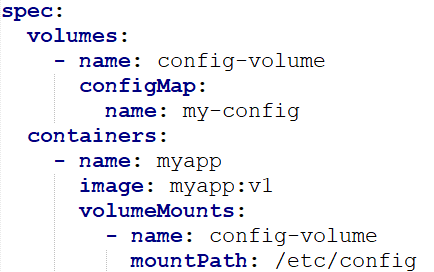 spec:
  volumes:
    - name: config-volume
      configMap:
        name: my-config
  containers:
    - name: myapp
      image: myapp:v1
      volumeMounts:
        - name: config-volume
          mountPath: /etc/config